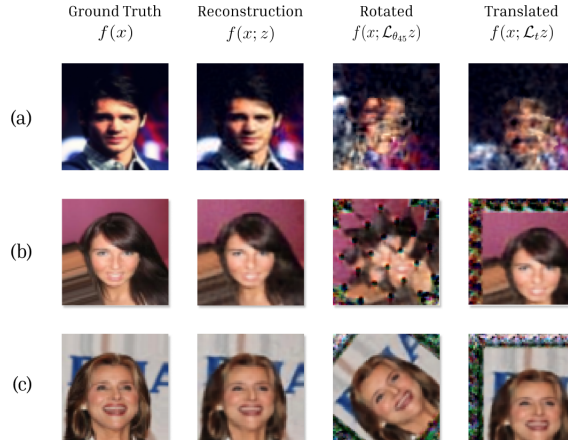 Ground Truth Reconstruction Rotated Translated
f(x) f(x; z) f(x; ℒ_{θ₄₅}z) f(x; ℒ_t z)
(a)
(b)
(c)